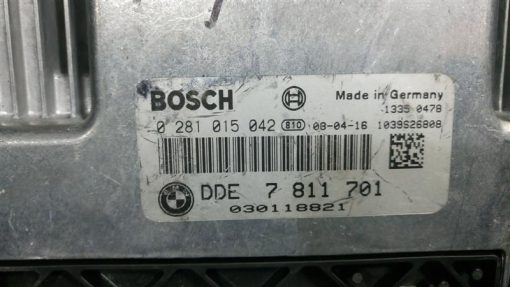 BOSCH Made in Germany
1335 0478
0 281 015 042 810 08-04-16 1039S26808
DDE 7 811 701
030118821